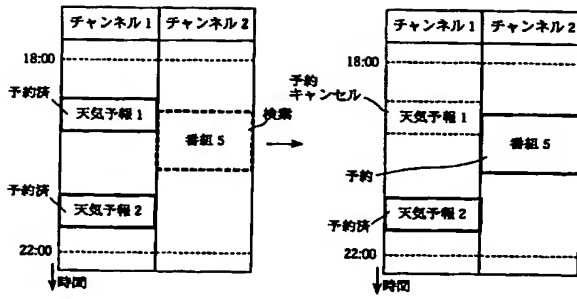 チャンネル1 チャンネル2
18:00
予約済
天気予報1
検索
番組5
予約済
天気予報2
22:00
時間
チャンネル1 チャンネル2
18:00
予約
キャンセル
天気予報1
番組5
予約
予約済
天気予報2
22:00
時間